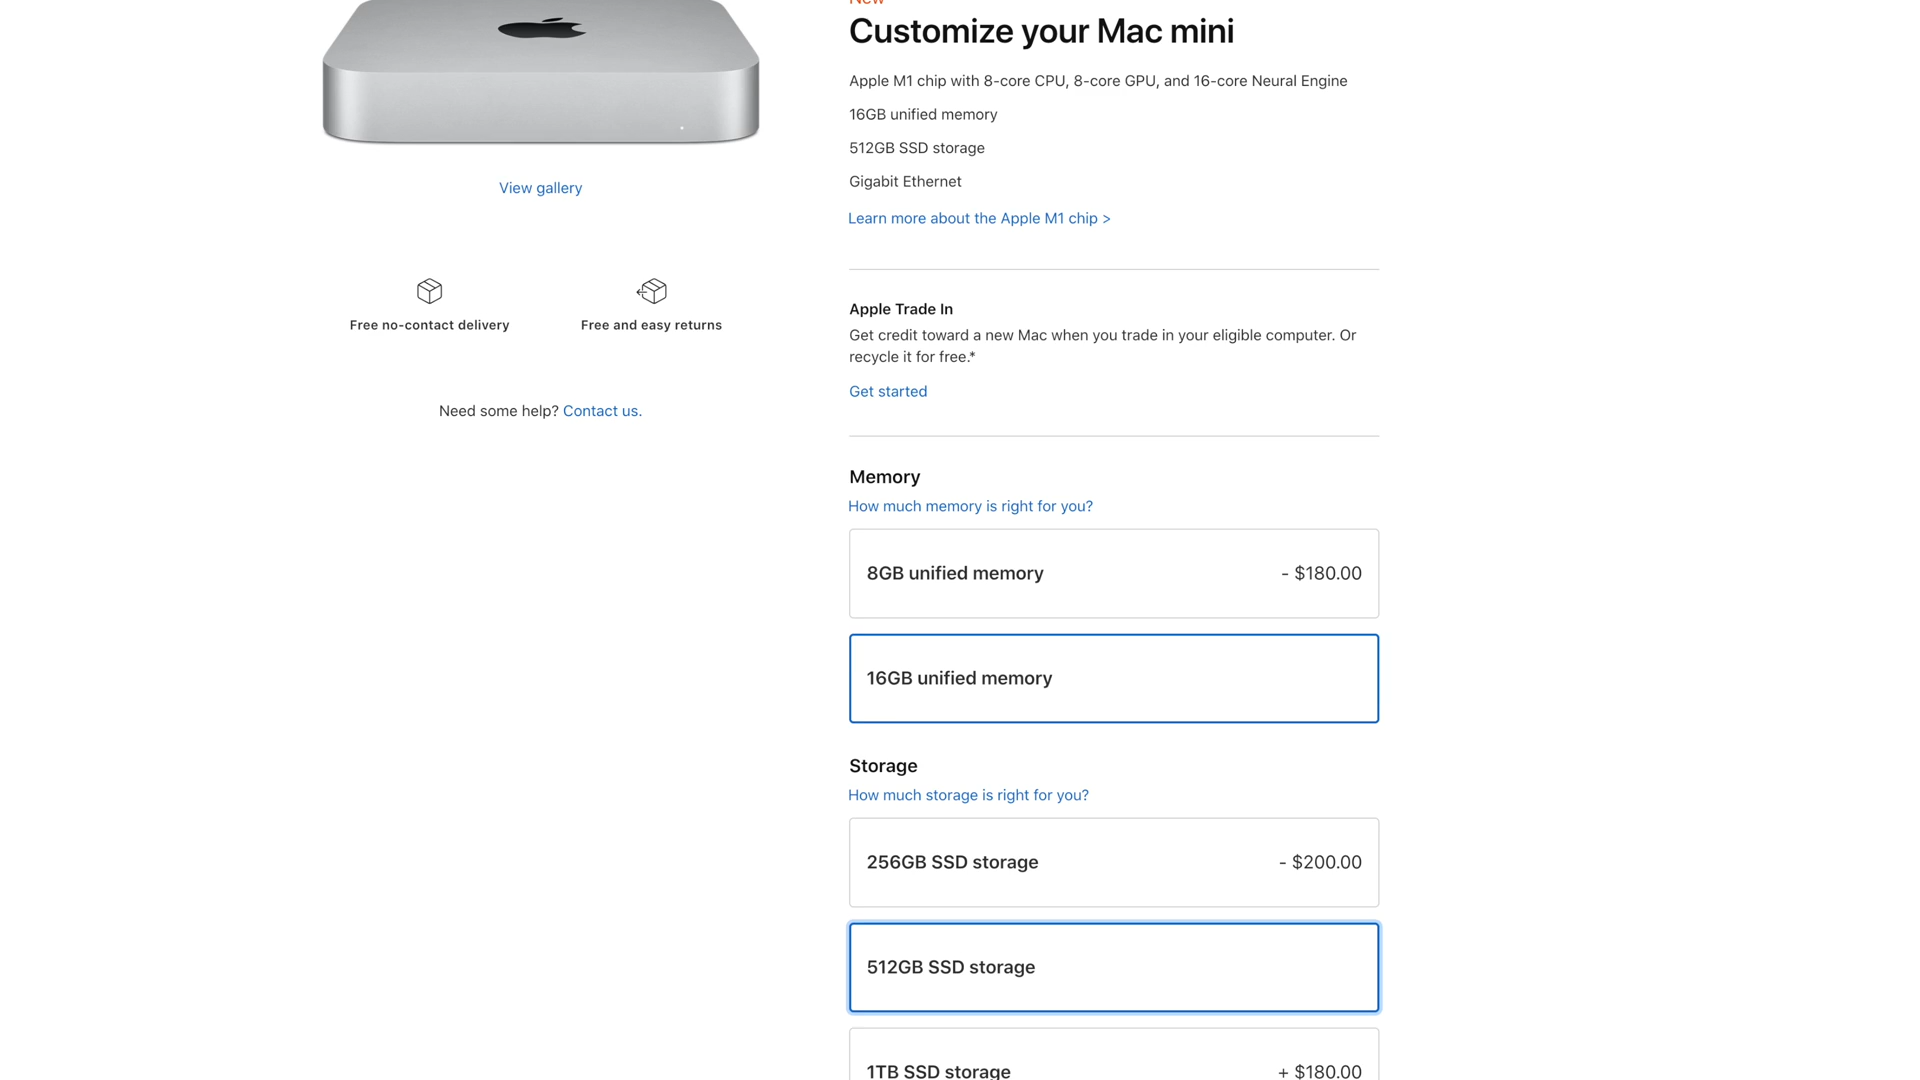 New
Customize your Mac mini
Apple M1 chip with 8-core CPU, 8-core GPU, and 16-core Neural Engine
16GB unified memory
512GB SSD storage
Gigabit Ethernet
Learn more about the Apple M1 chip >
View gallery
Free no-contact delivery
Free and easy returns
Need some help? Contact us.
Apple Trade In
Get credit toward a new Mac when you trade in your eligible computer. Or
recycle it for free.*
Get started
Memory
How much memory is right for you?
8GB unified memory - $180.00
16GB unified memory
Storage
How much storage is right for you?
256GB SSD storage - $200.00
512GB SSD storage
1TB SSD storage + $180.00